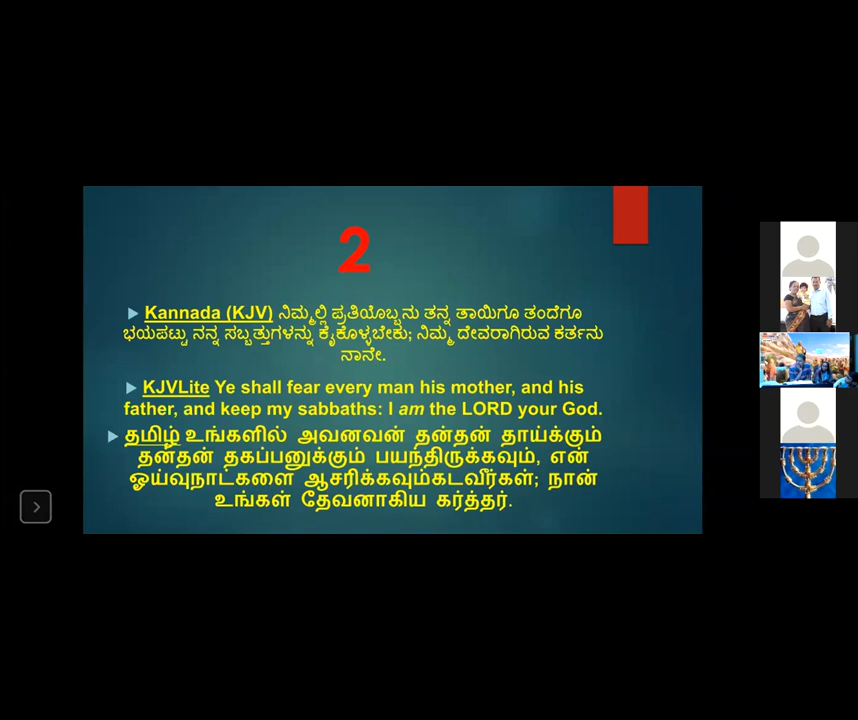 2
Kannada (KJV) ನಿಮ್ಮಲ್ಲಿ ಪ್ರತಿಯೊಬ್ಬನು ತನ್ನ ತಾಯಿಗೂ ತಂದೆಗೂ
ಭಯಪಟ್ಟು ನನ್ನ ಸಬ್ಬತ್ತುಗಳನ್ನು ಕೈಕೊಳ್ಳಬೇಕು; ನಿಮ್ಮ ದೇವರಾಗಿರುವ ಕರ್ತನು
ನಾನೇ.
KJVLite Ye shall fear every man his mother, and his
father, and keep my sabbaths: I am the LORD your God.
தமிழ் உங்களில் அவனவன் தன்தன் தாய்க்கும்
தன்தன் தகப்பனுக்கும் பயந்திருக்கவும், என்
ஓய்வுநாட்களை ஆசரிக்கவும்கடவீர்கள்; நான்
உங்கள் தேவனாகிய கர்த்தர்.